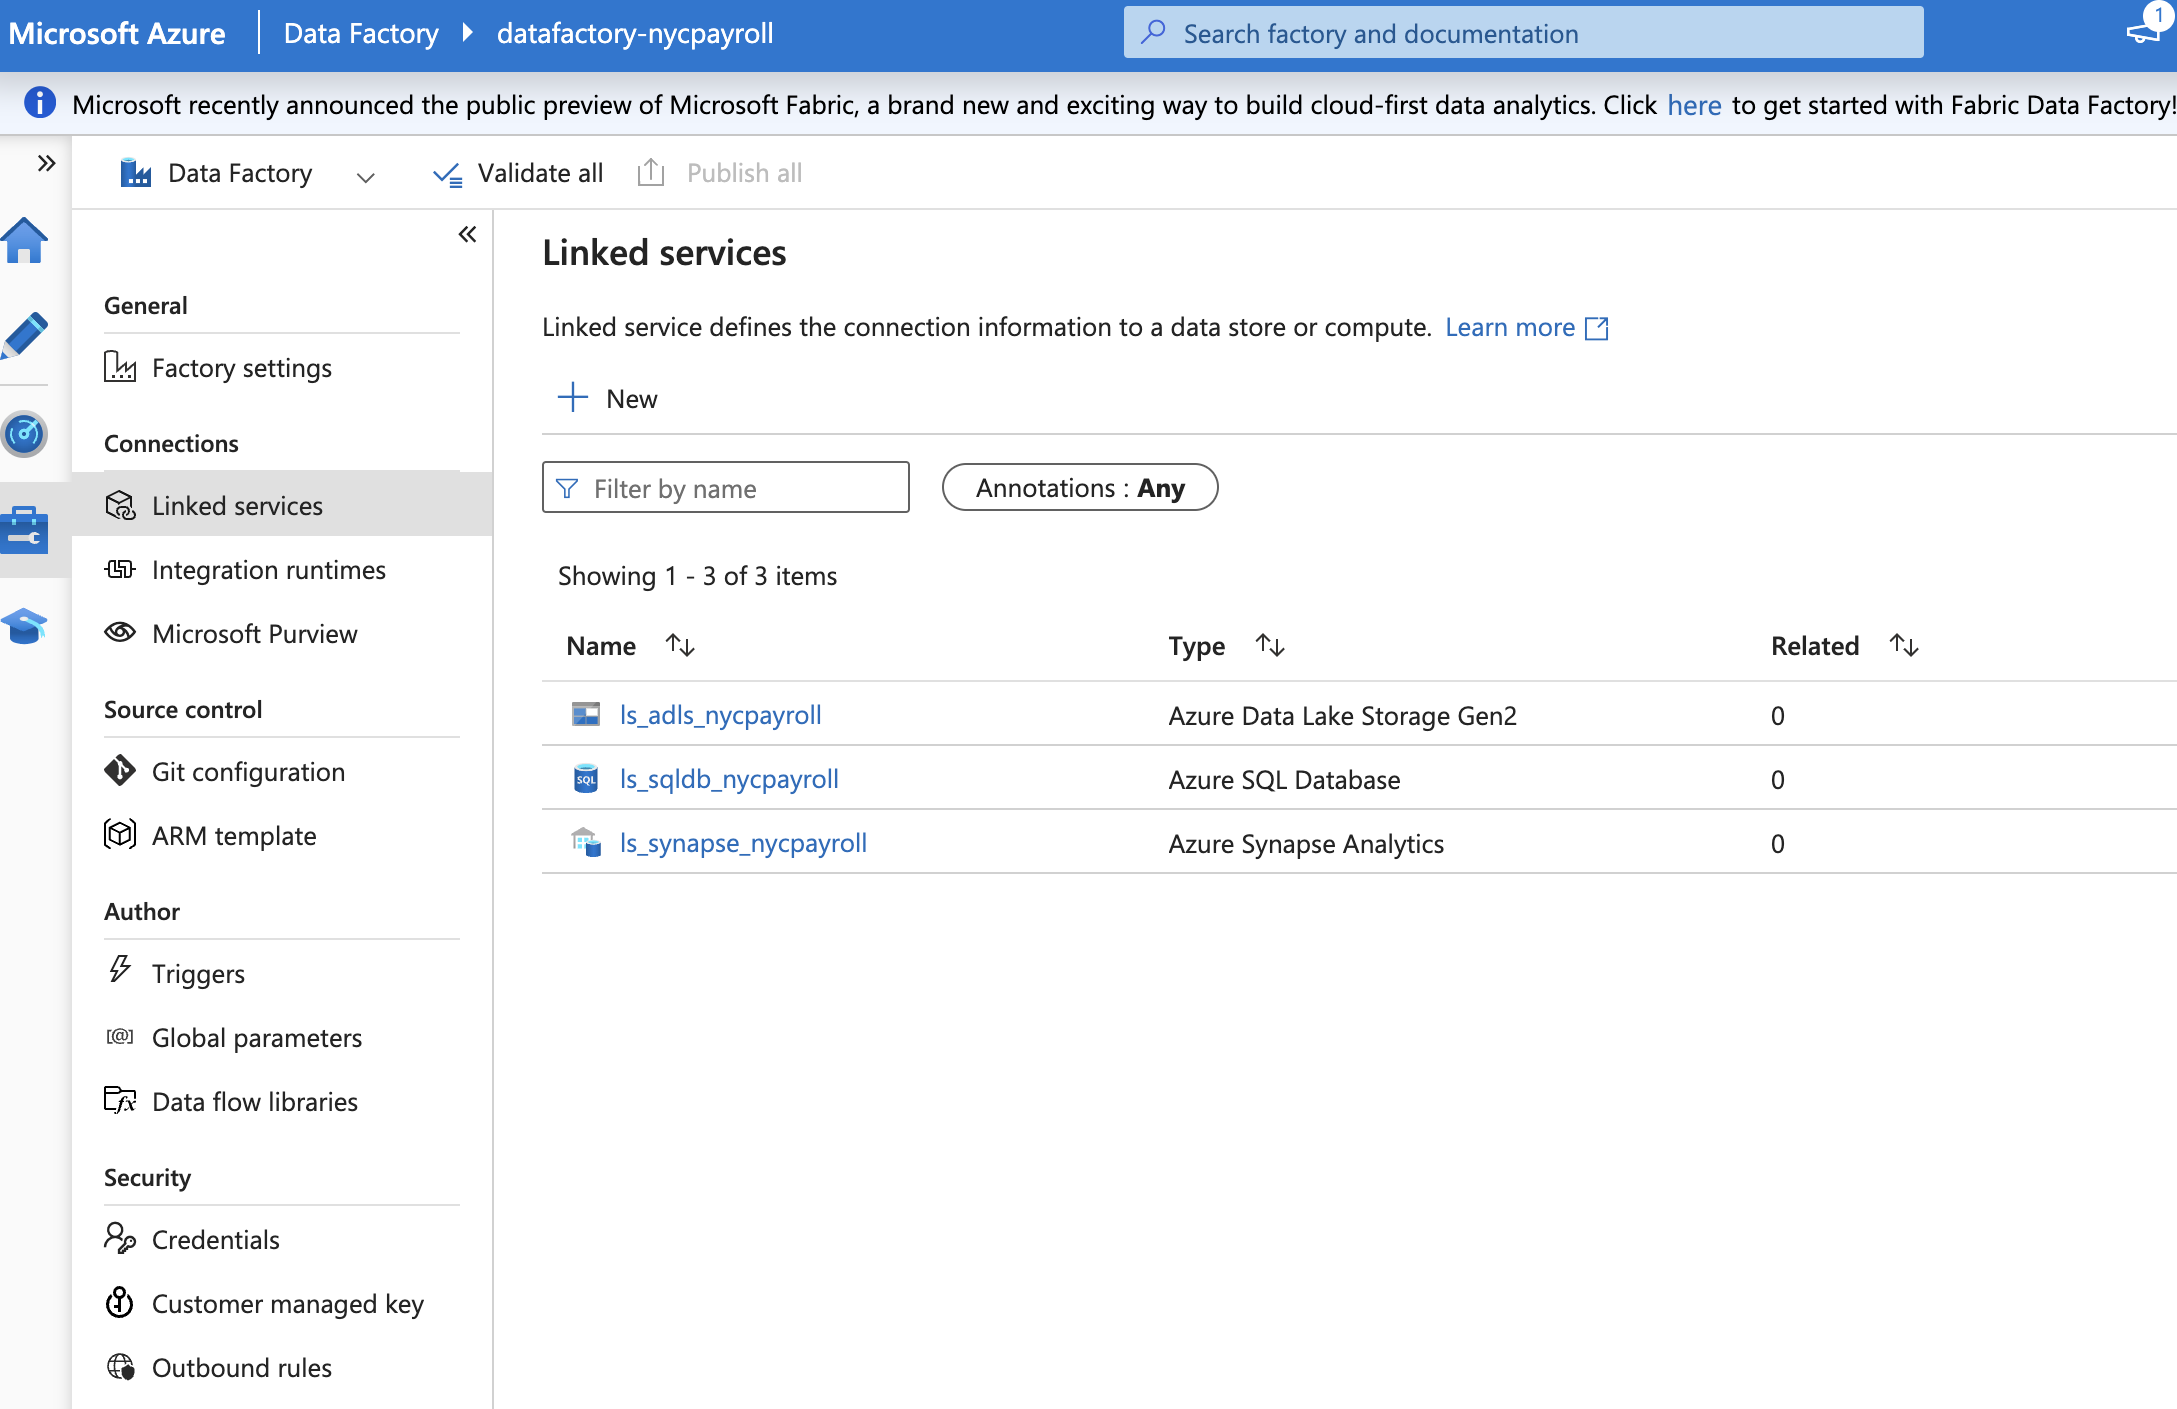 Microsoft Azure Data Factory datafactory-nycpayroll Search factory and documentation 1
Microsoft recently announced the public preview of Microsoft Fabric, a brand new and exciting way to build cloud-first data analytics. Click here to get started with Fabric Data Factory!
Data Factory Validate all Publish all
General
Factory settings
Connections
Linked services
Integration runtimes
Microsoft Purview
Source control
Git configuration
ARM template
Author
Triggers
Global parameters
Data flow libraries
Security
Credentials
Customer managed key
Outbound rules
Linked services
Linked service defines the connection information to a data store or compute. Learn more
New
Filter by name Annotations : Any
Showing 1 - 3 of 3 items
Name Type Related
ls_adls_nycpayroll Azure Data Lake Storage Gen2 0
SQL ls_sqldb_nycpayroll Azure SQL Database 0
ls_synapse_nycpayroll Azure Synapse Analytics 0